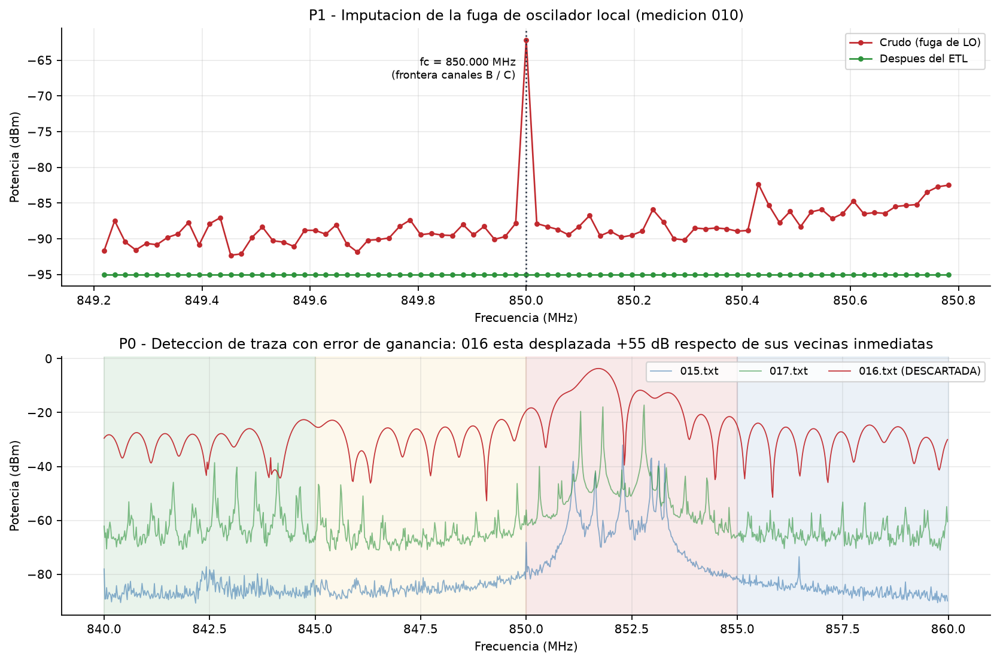 P1 - Imputacion de la fuga de oscilador local (medicion 010)
Crudo (fuga de LO)
Despues del ETL
fc = 850.000 MHz
(frontera canales B / C)
Potencia (dBm)
−65
−70
−75
−80
−85
−90
−95
849.2 849.4 849.6 849.8 850.0 850.2 850.4 850.6 850.8
Frecuencia (MHz)
P0 - Deteccion de traza con error de ganancia: 016 esta desplazada +55 dB respecto de sus vecinas inmediatas
015.txt 017.txt 016.txt (DESCARTADA)
Potencia (dBm)
0
−20
−40
−60
−80
840.0 842.5 845.0 847.5 850.0 852.5 855.0 857.5 860.0
Frecuencia (MHz)